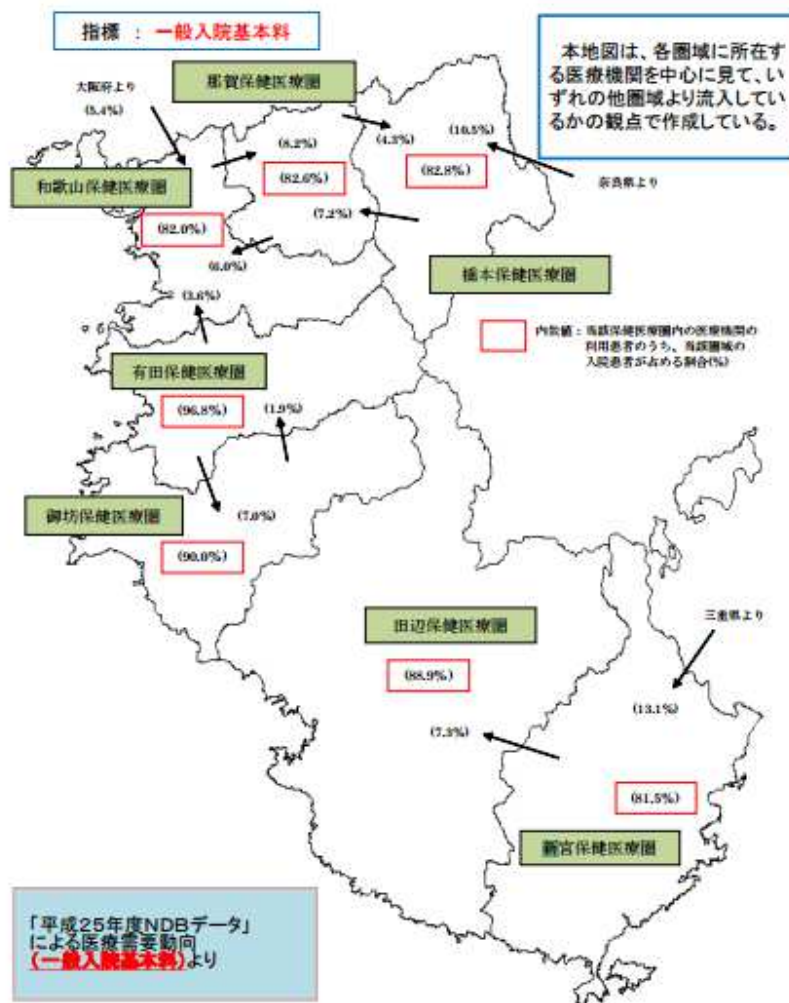 指標 : 一般入院基本料
本地図は、各圏域に所在す
る医療機関を中心に見て、い
ずれの他圏域より流入してい
るかの観点で作成している。
那賀保健医療圏
大阪府より
(5.4%)
(8.2%)
(4.3%)
(10.5%)
(82.6%)
(82.8%)
奈良県より
和歌山保健医療圏
(7.2%)
(82.0%)
(6.0%)
橋本保健医療圏
(3.6%)
内数値:当該保健医療圏内の医療機関の
利用患者のうち、当該圏域の
入院患者が占める割合(%)
有田保健医療圏
(96.8%)
(1.9%)
御坊保健医療圏
(7.0%)
(90.0%)
田辺保健医療圏
三重県より
(88.9%)
(13.1%)
(7.3%)
(81.5%)
新宮保健医療圏
「平成25年度NDBデータ」
による医療需要動向
(一般入院基本料)より